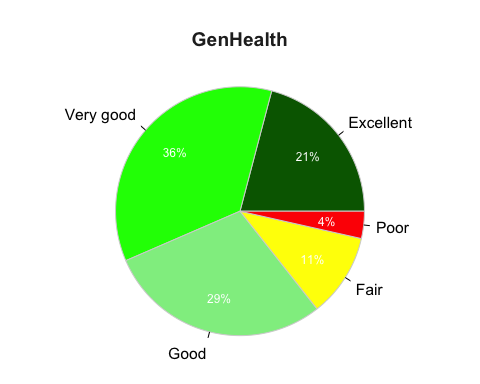 GenHealth
Very good
Excellent
36%
21%
4%
Poor
11%
Fair
29%
Good